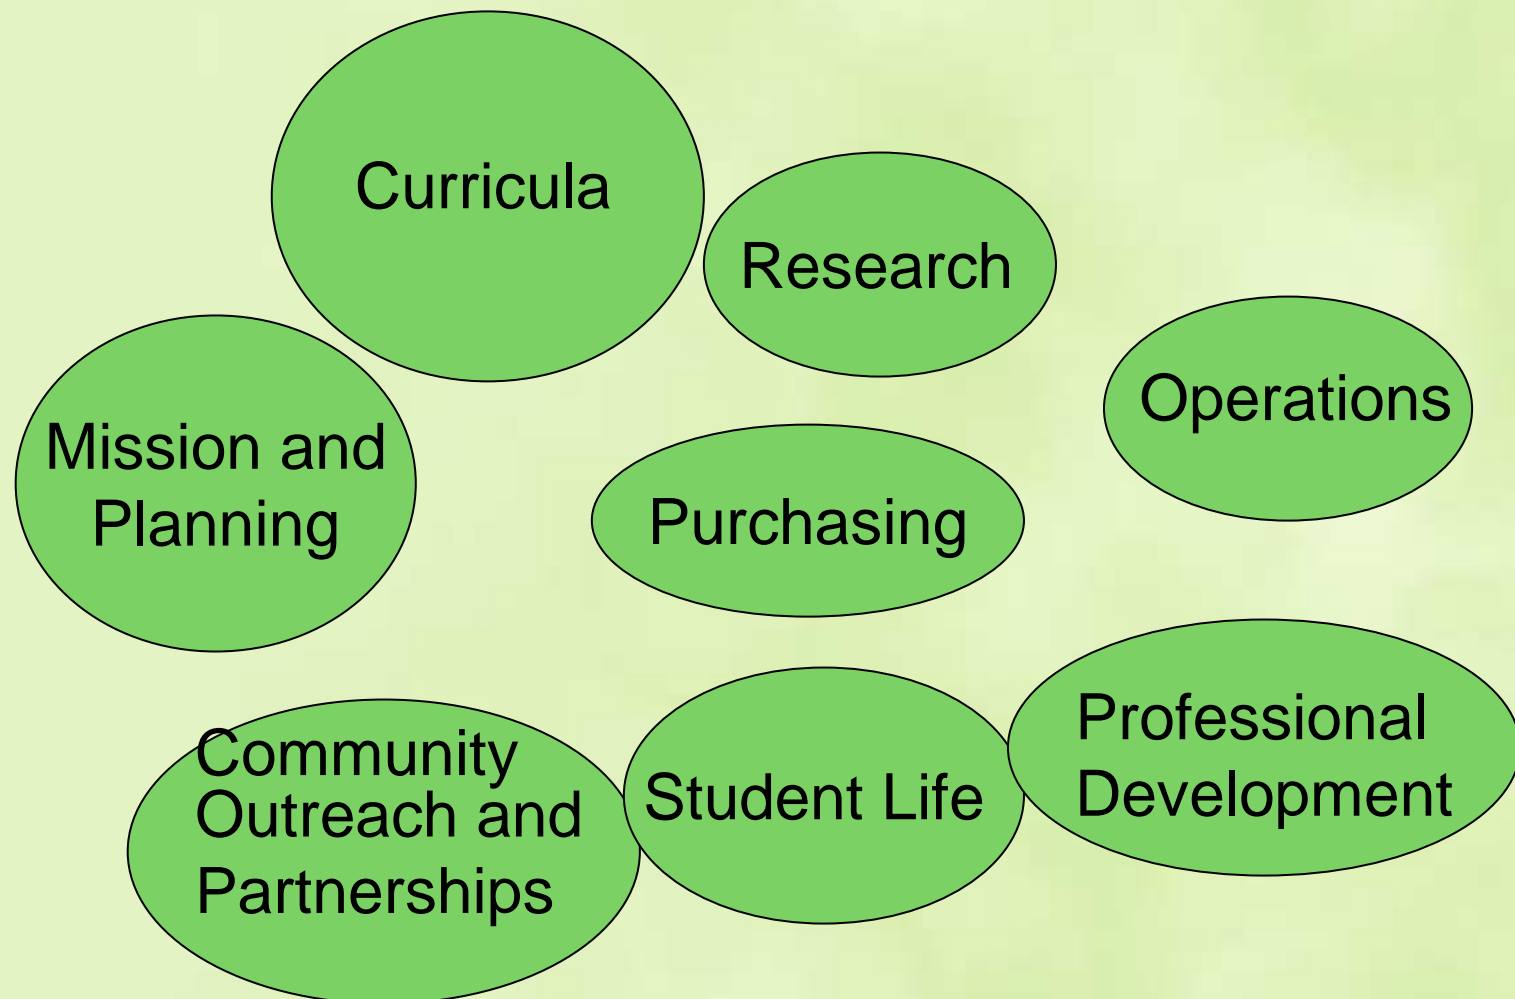 Curricula
Research
Operations
Mission and
Planning
Purchasing
Community
Outreach and
Partnerships
Student Life
Professional
Development